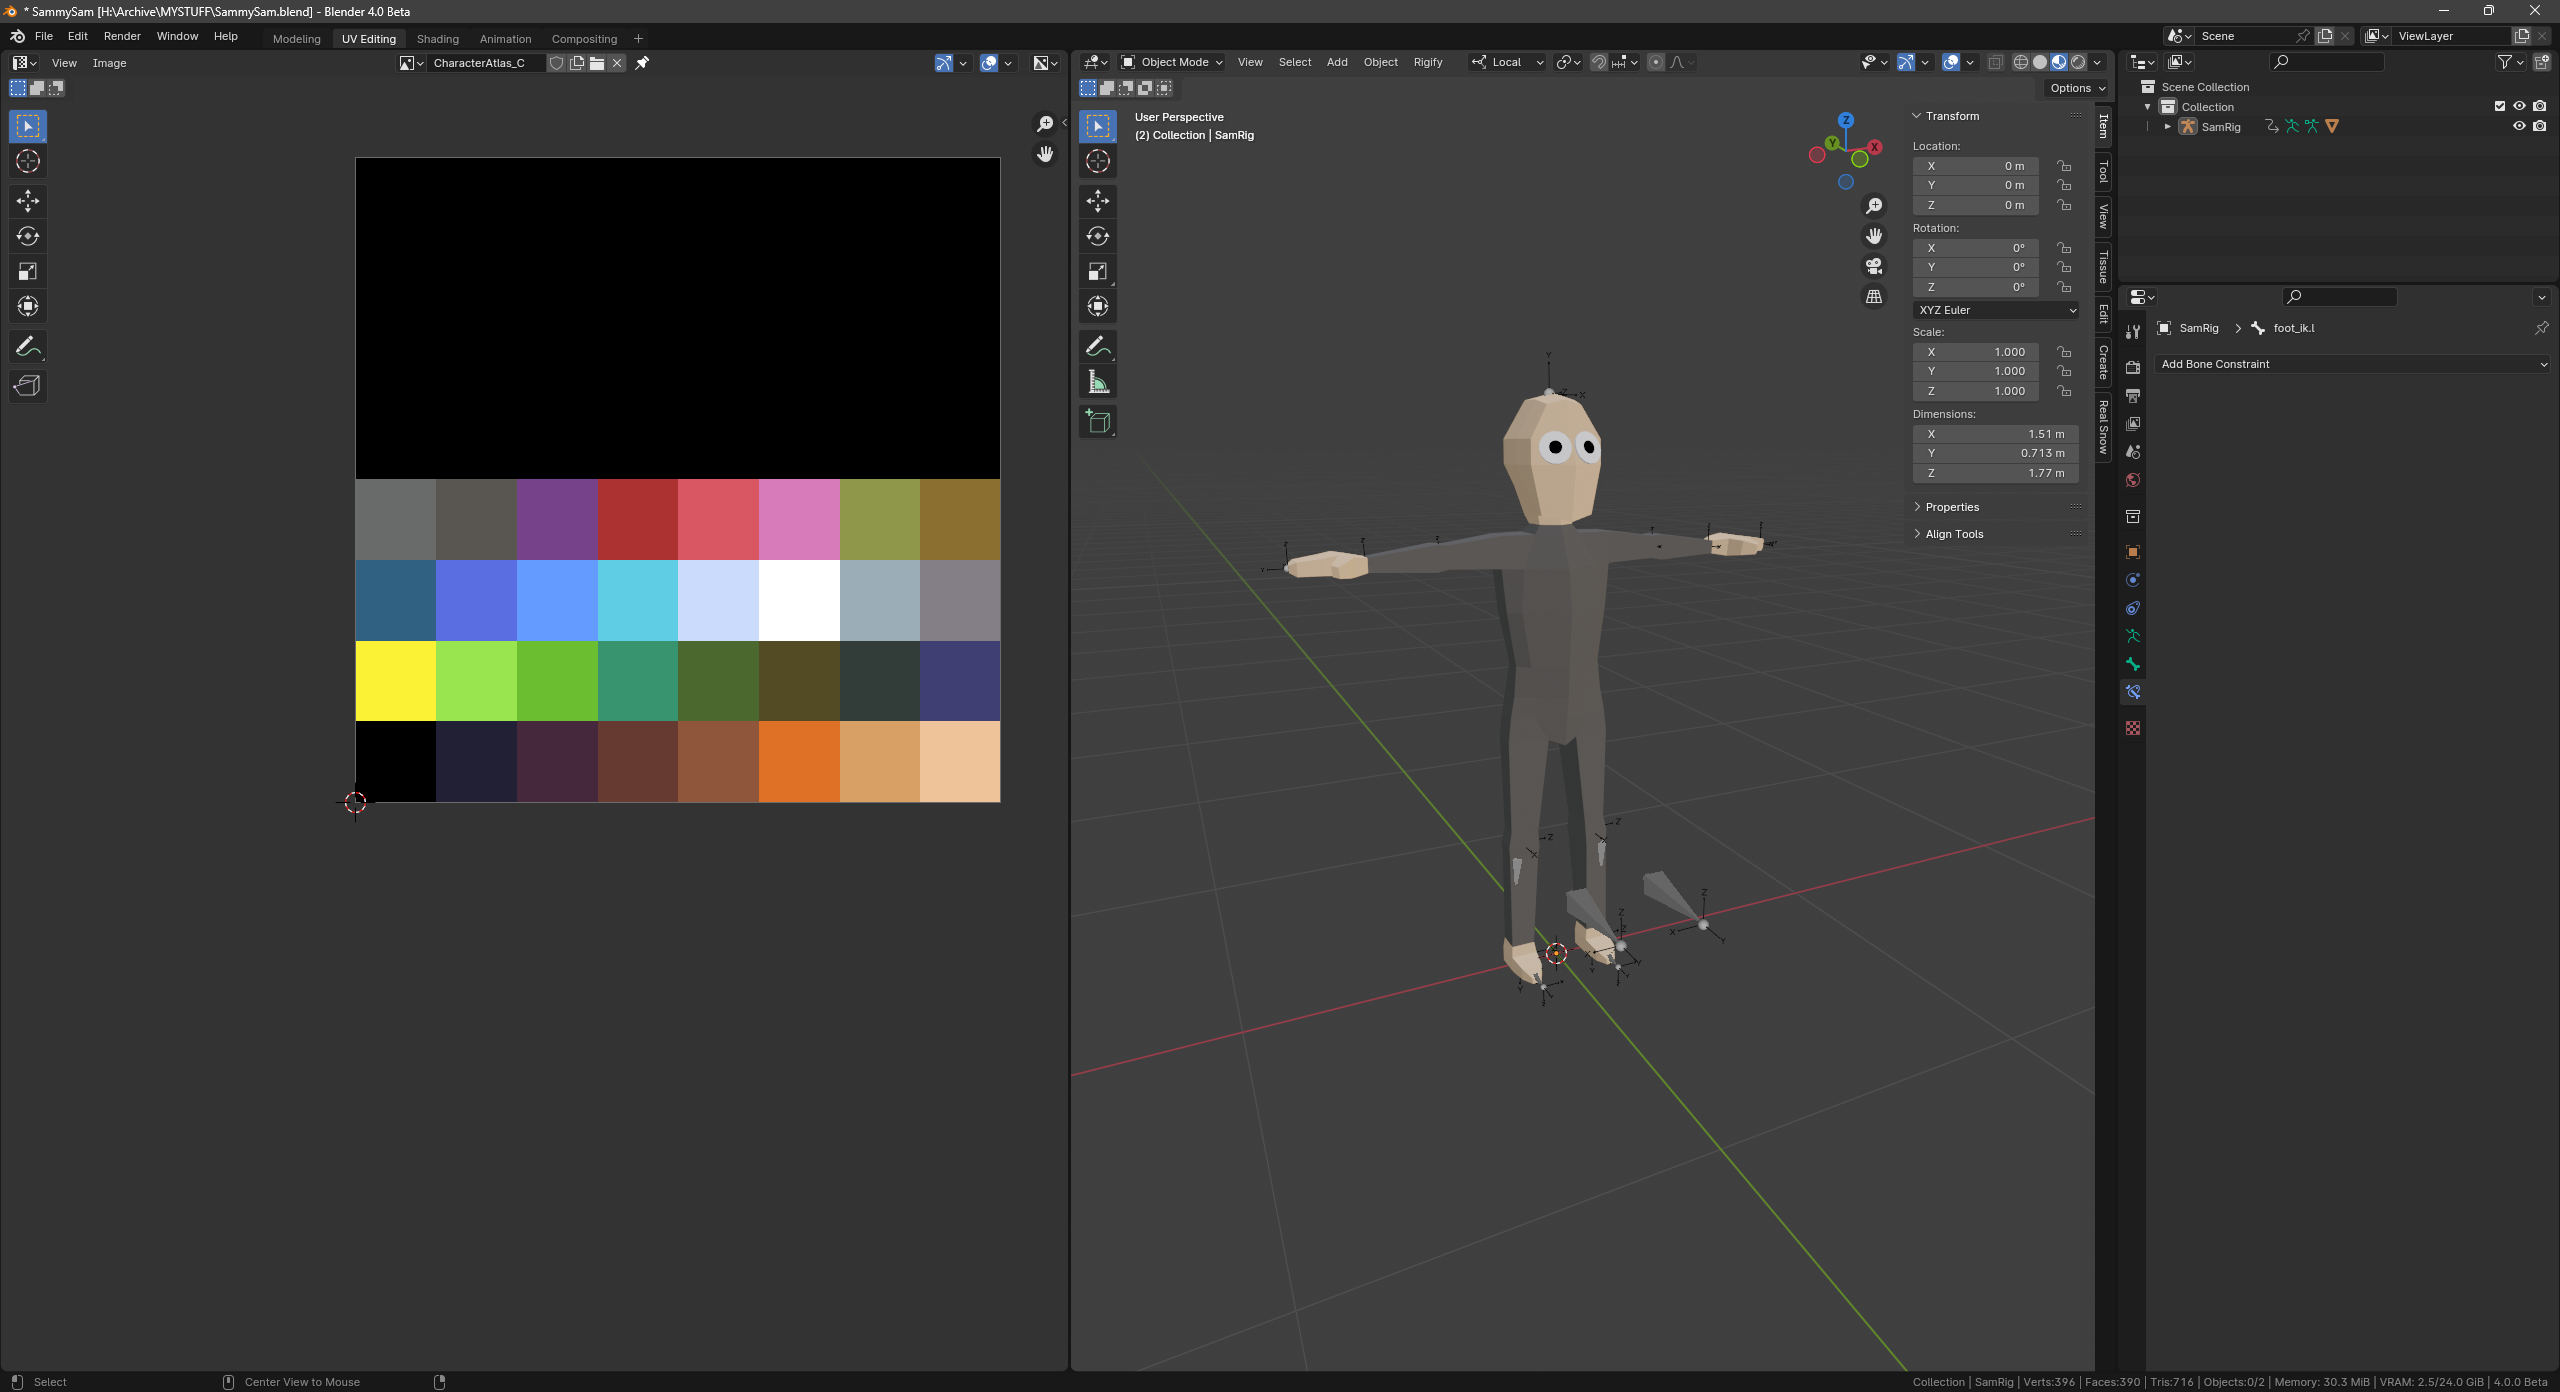 * SammySam [H:\Archive\MYSTUFF\SammySam.blend] - Blender 4.0 Beta
File Edit Render Window Help Modeling UV Editing Shading Animation Compositing + Scene ViewLayer
View Image CharacterAtlas_C
Object Mode View Select Add Object Rigify Local
Options
User Perspective
(2) Collection | SamRig
Z
Y
X
Transform
Location:
X 0 m
Y 0 m
Z 0 m
Rotation:
X 0°
Y 0°
Z 0°
XYZ Euler
Scale:
X 1.000
Y 1.000
Z 1.000
Dimensions:
X 1.51 m
Y 0.713 m
Z 1.77 m
Properties
Align Tools
Item
Tool
View
Tissue
Edit
Create
Real Snow
Scene Collection
Collection
SamRig
SamRig > foot_ik.l
Add Bone Constraint
Select Center View to Mouse
Collection | SamRig | Verts:396 | Faces:390 | Tris:716 | Objects:0/2 | Memory: 30.3 MiB | VRAM: 2.5/24.0 GiB | 4.0.0 Beta